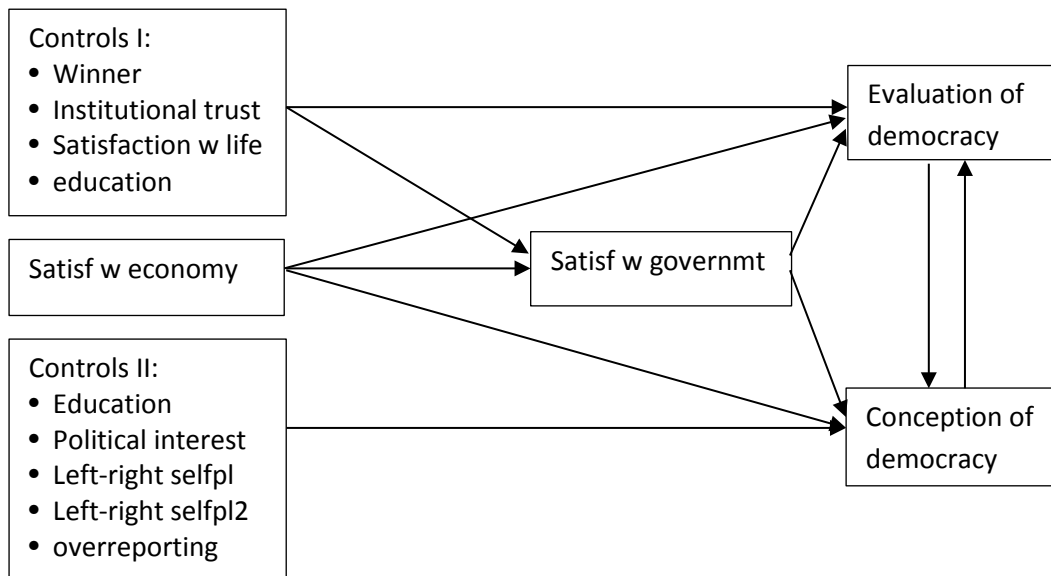 Controls I:
• Winner
• Institutional trust
• Satisfaction w life
• education
Evaluation of
democracy
Satisf w economy
Satisf w governmt
Controls II:
• Education
• Political interest
• Left-right selfpl
• Left-right selfpl2
• overreporting
Conception of
democracy